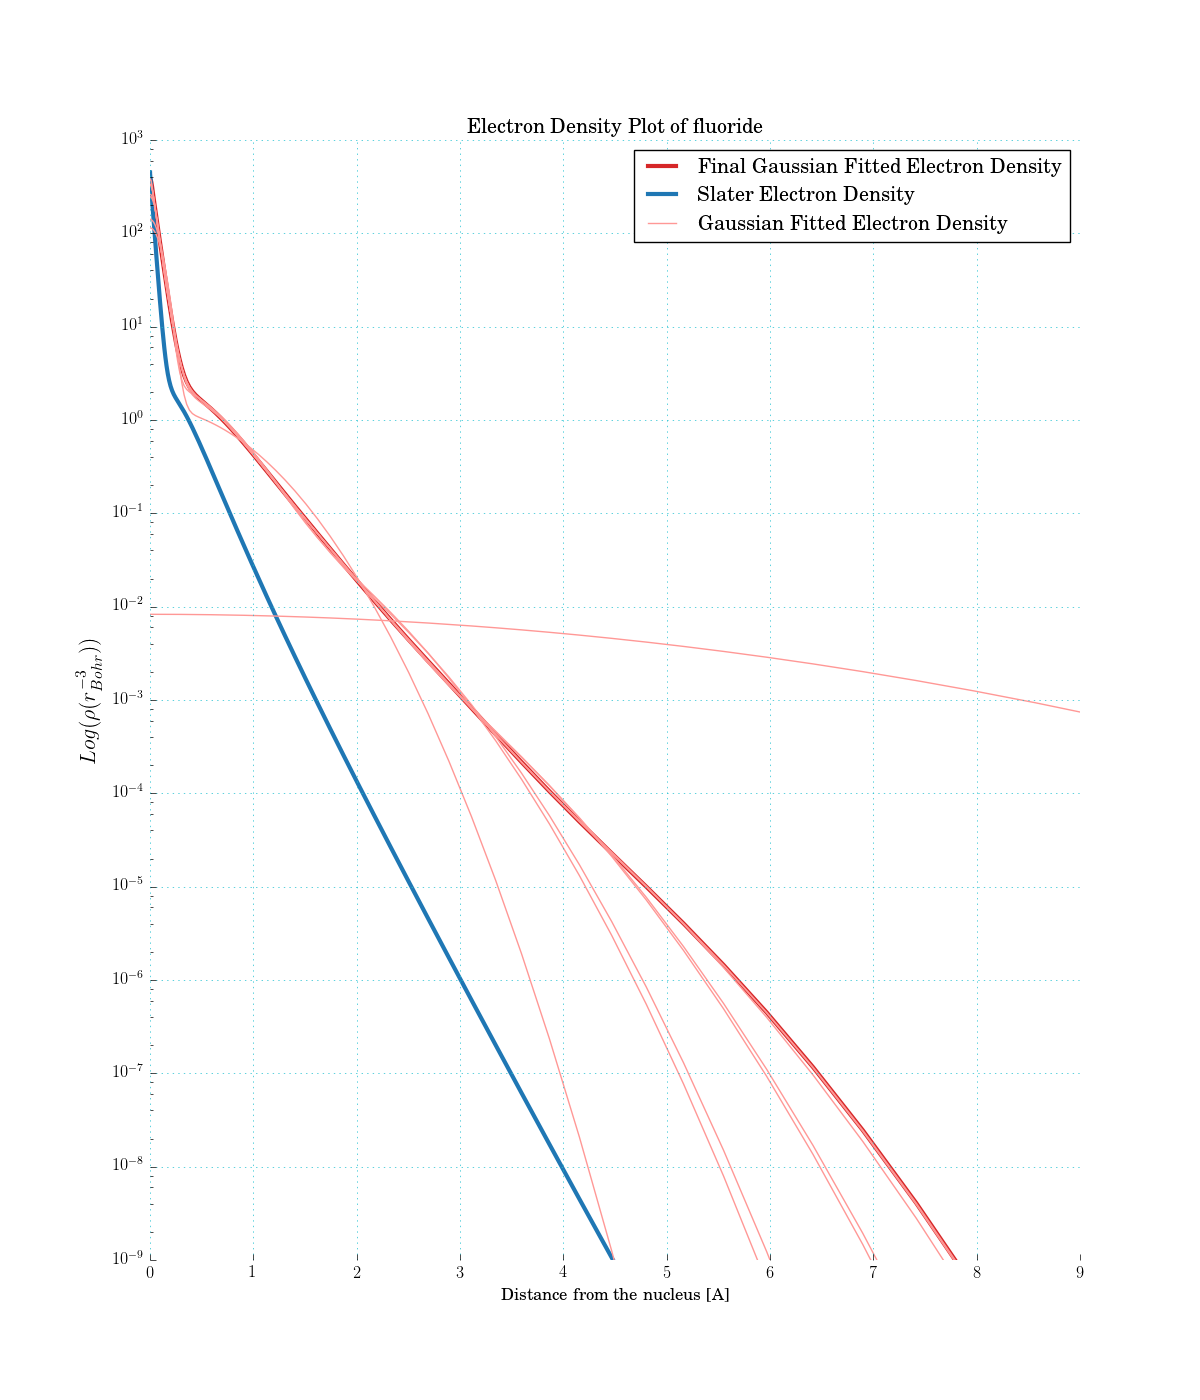 Electron Density Plot of fluoride
Final Gaussian Fitted Electron Density
Slater Electron Density
Gaussian Fitted Electron Density
10³
10²
10¹
10⁰
10⁻¹
10⁻²
10⁻³
10⁻⁴
10⁻⁵
10⁻⁶
10⁻⁷
10⁻⁸
10⁻⁹
Log(ρ(r_{Bohr}^{-3}))
0 1 2 3 4 5 6 7 8 9
Distance from the nucleus [A]